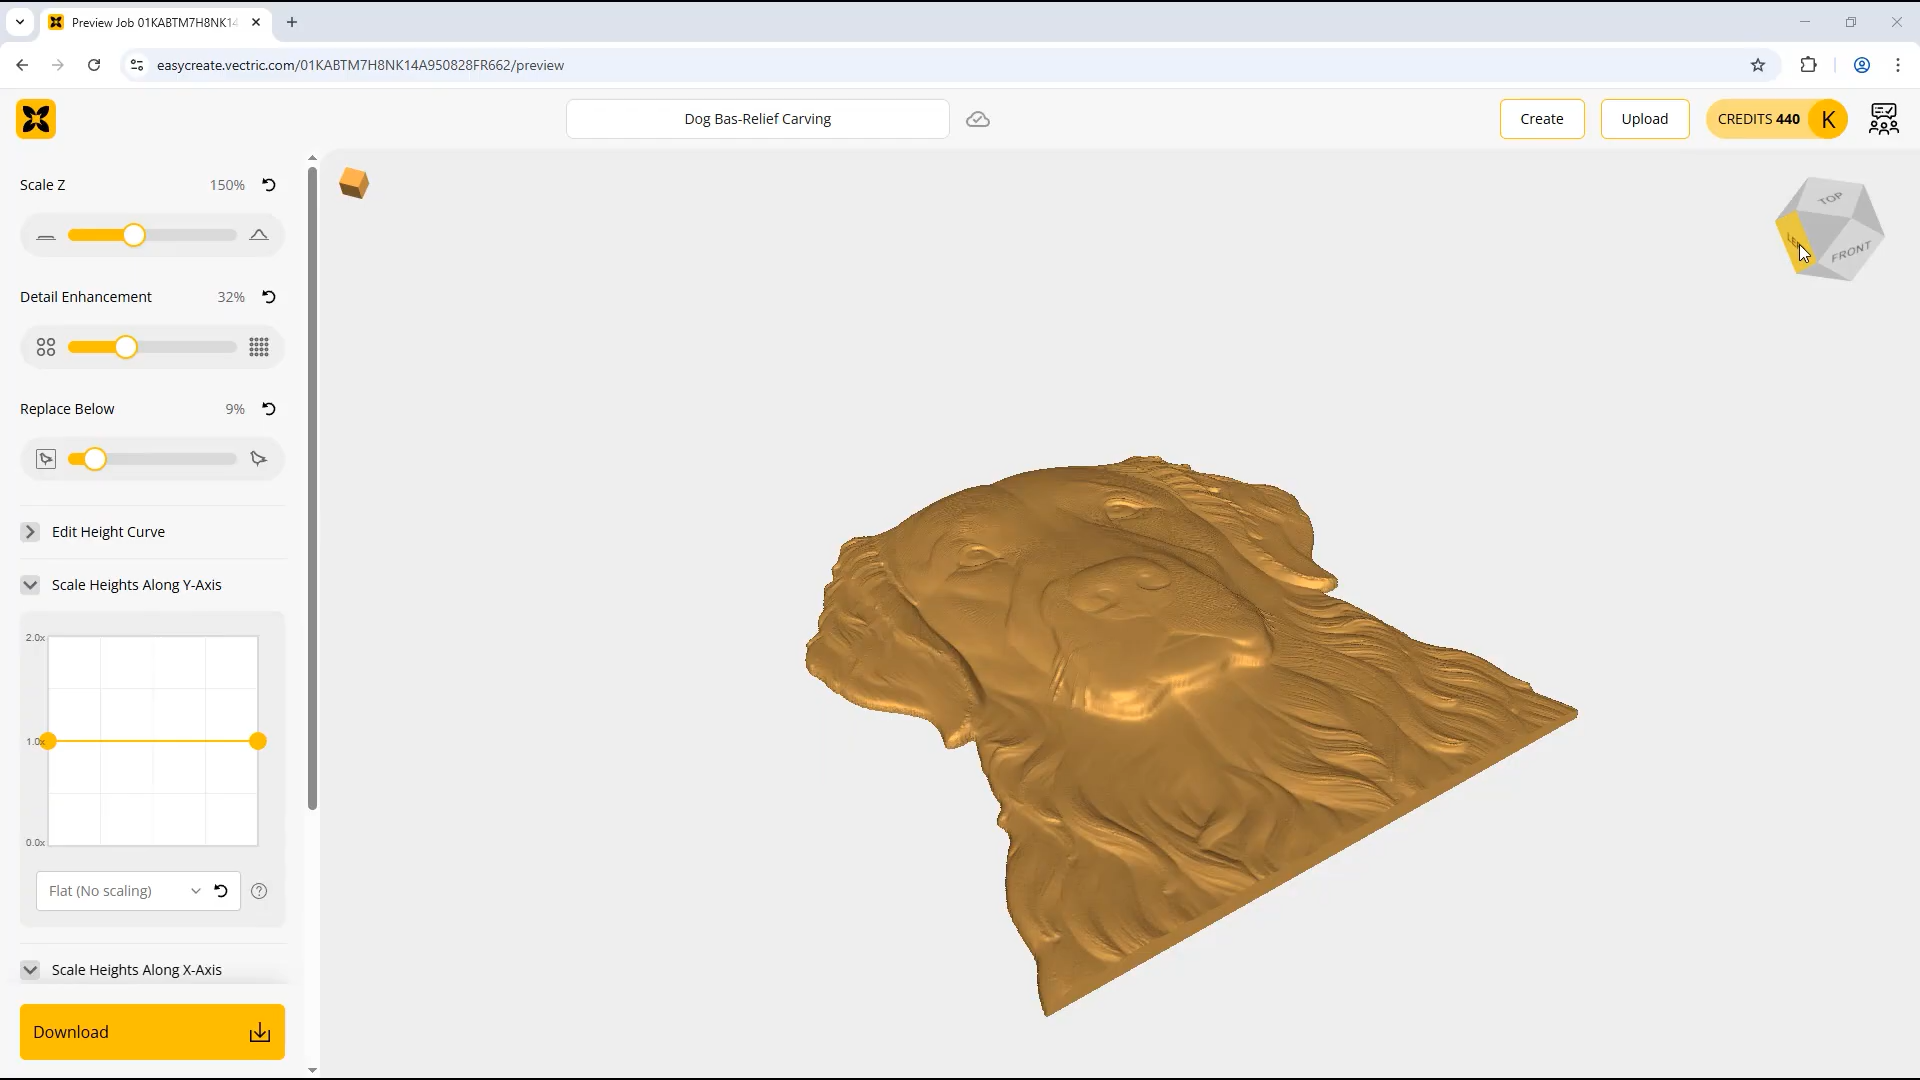 Preview Job 01KABTM7H8NK14
easycreate.vectric.com/01KABTM7H8NK14A950828FR662/preview
Dog Bas-Relief Carving
Create
Upload
CREDITS 440
K
TOP
FRONT
Scale Z
150%
Detail Enhancement
32%
Replace Below
9%
Edit Height Curve
Scale Heights Along Y-Axis
2.0x
1.0x
0.0x
Flat (No scaling)
Scale Heights Along X-Axis
Download